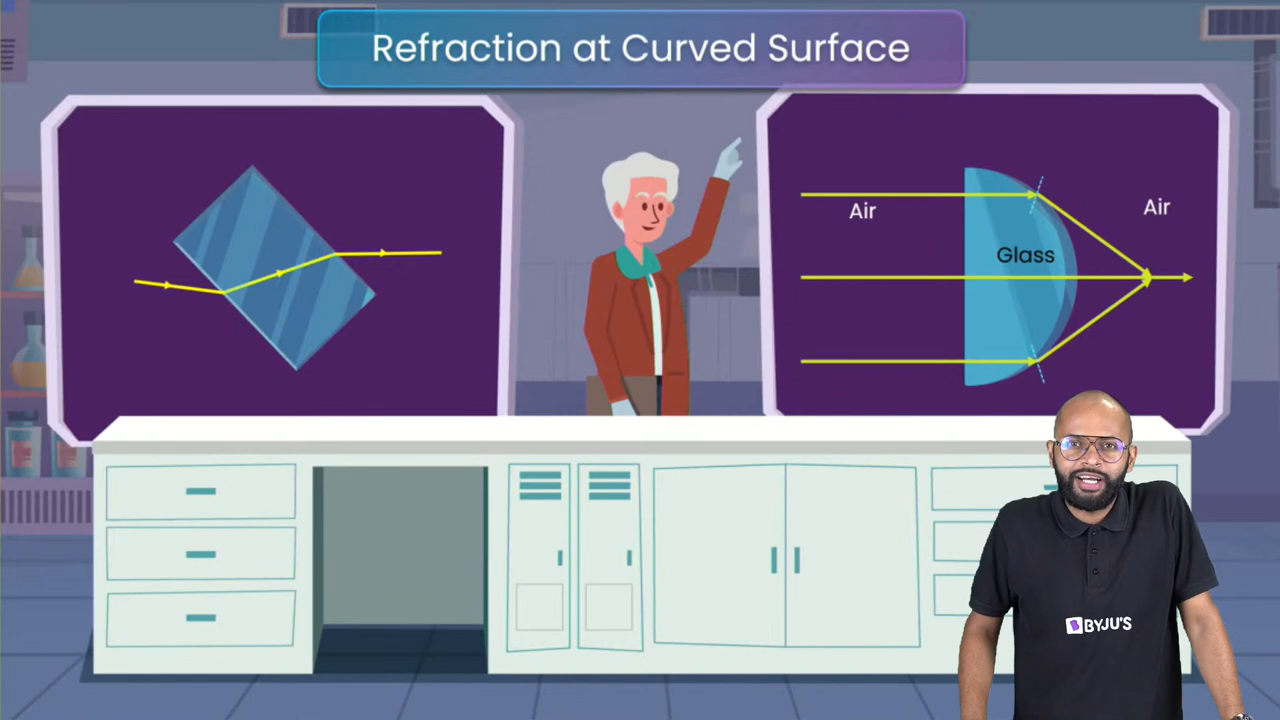 Refraction at Curved Surface
Air
Air
Glass
BYJU'S